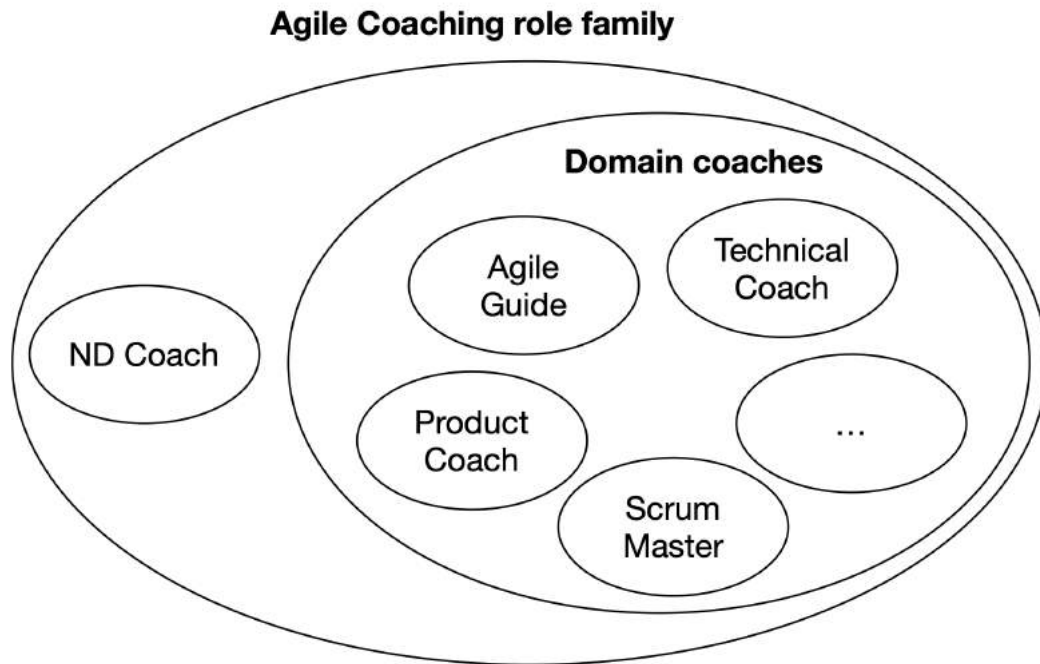 Agile Coaching role family
Domain coaches
Agile
Guide
Technical
Coach
ND Coach
Product
Coach
...
Scrum
Master